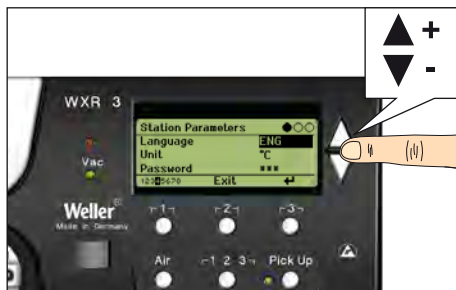 +
-
WXR 3
Station Parameters
Language ENG
Unit °C
Password ***
12345678 Exit ↵
Vac
Weller®
Made in Germany
1 2 3
Air 1 2 3 Pick Up